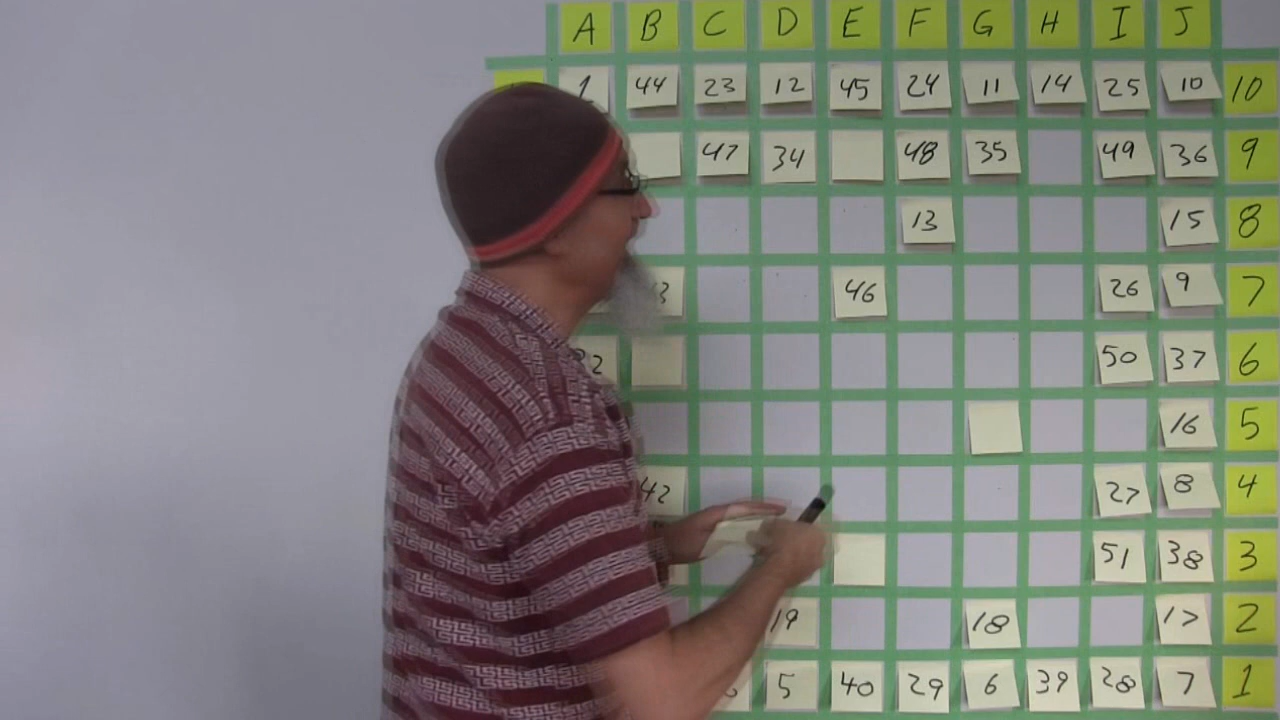 A B C D E F G H I J
1 44 23 12 45 24 11 14 25 10 10
47 34 48 35 49 36 9
13 15 8
46 26 9 7
50 37 6
16 5
42 27 8 4
51 38 3
19 18 17 2
5 40 29 6 39 28 7 1